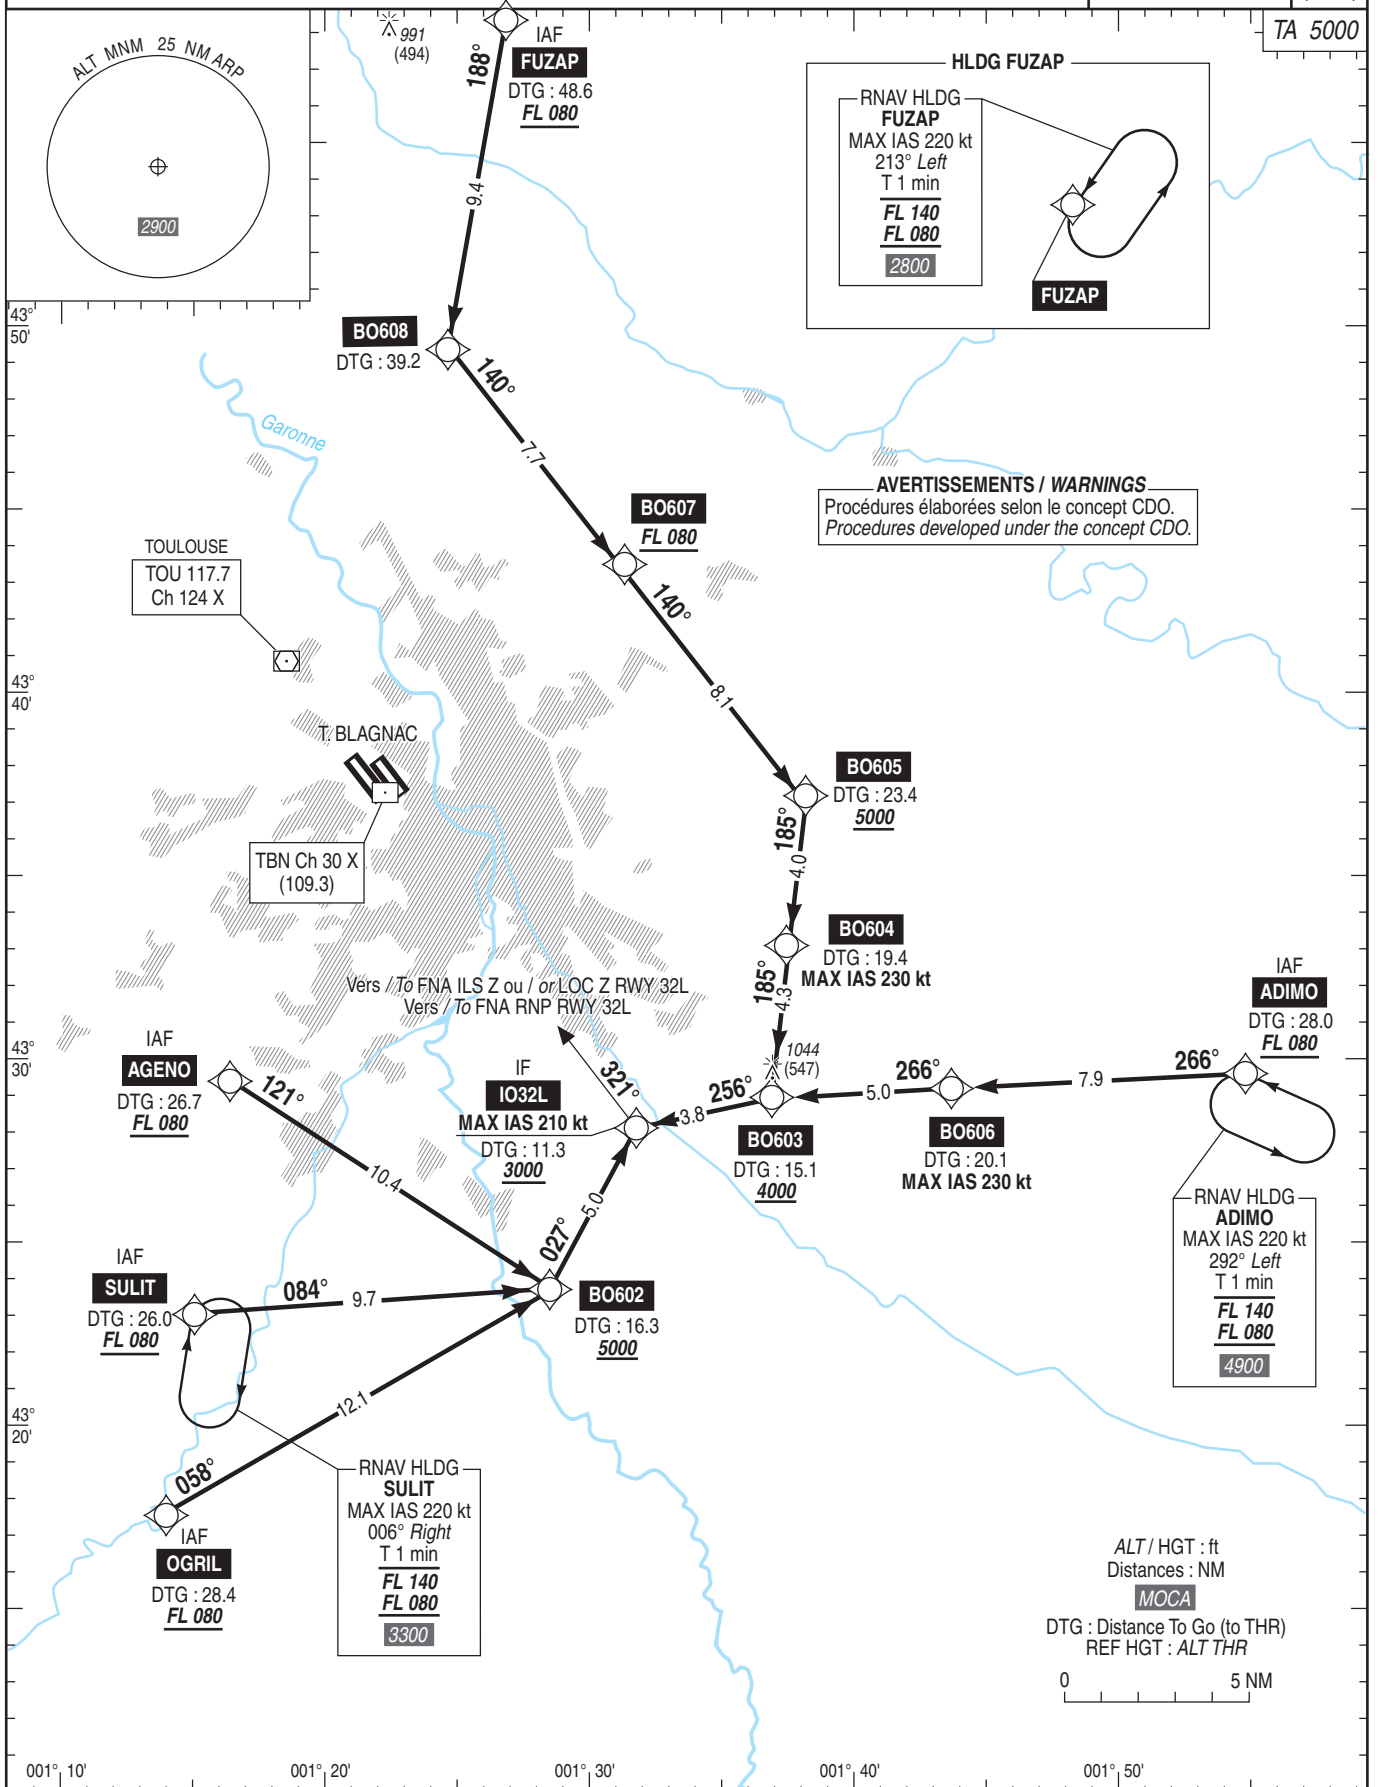 TA 5000
ALT MNM 25 NM ARP
2900
991
(494)
188°
IAF
FUZAP
DTG : 48.6
FL 080
9.4
HLDG FUZAP
RNAV HLDG
FUZAP
MAX IAS 220 kt
213° Left
T 1 min
FL 140
FL 080
2800
FUZAP
43°
50'
BO608
DTG : 39.2
140°
7.7
Garonne
BO607
FL 080
AVERTISSEMENTS / WARNINGS
Procédures élaborées selon le concept CDO.
Procedures developed under the concept CDO.
TOULOUSE
TOU 117.7
Ch 124 X
140°
8.1
43°
40'
T. BLAGNAC
TBN Ch 30 X
(109.3)
BO605
DTG : 23.4
5000
185°
4.0
BO604
DTG : 19.4
MAX IAS 230 kt
185°
4.3
Vers / To FNA ILS Z ou / or LOC Z RWY 32L
Vers / To FNA RNP RWY 32L
IAF
ADIMO
DTG : 28.0
FL 080
43°
30'
IAF
AGENO
DTG : 26.7
FL 080
121°
10.4
IF
IO32L
MAX IAS 210 kt
DTG : 11.3
3000
321°
1044
(547)
256°
3.8
BO603
DTG : 15.1
4000
266°
5.0
BO606
DTG : 20.1
MAX IAS 230 kt
266°
7.9
RNAV HLDG
ADIMO
MAX IAS 220 kt
292° Left
T 1 min
FL 140
FL 080
4900
027°
5.0
IAF
SULIT
DTG : 26.0
FL 080
084°
9.7
BO602
DTG : 16.3
5000
12.1
43°
20'
058°
IAF
OGRIL
DTG : 28.4
FL 080
RNAV HLDG
SULIT
MAX IAS 220 kt
006° Right
T 1 min
FL 140
FL 080
3300
ALT / HGT : ft
Distances : NM
MOCA
DTG : Distance To Go (to THR)
REF HGT : ALT THR
0 5 NM
001° 10' 001° 20' 001° 30' 001° 40' 001° 50'